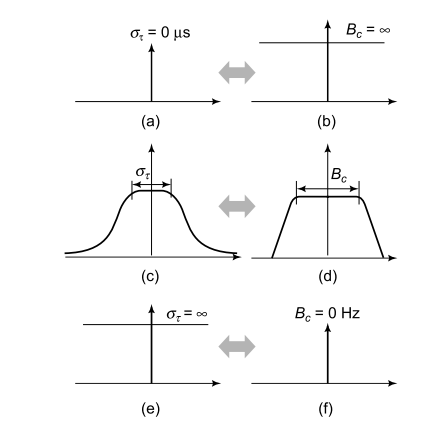 σ_τ = 0 μs
B_c = ∞
(a)
(b)
σ_τ
B_c
(c)
(d)
σ_τ = ∞
B_c = 0 Hz
(e)
(f)